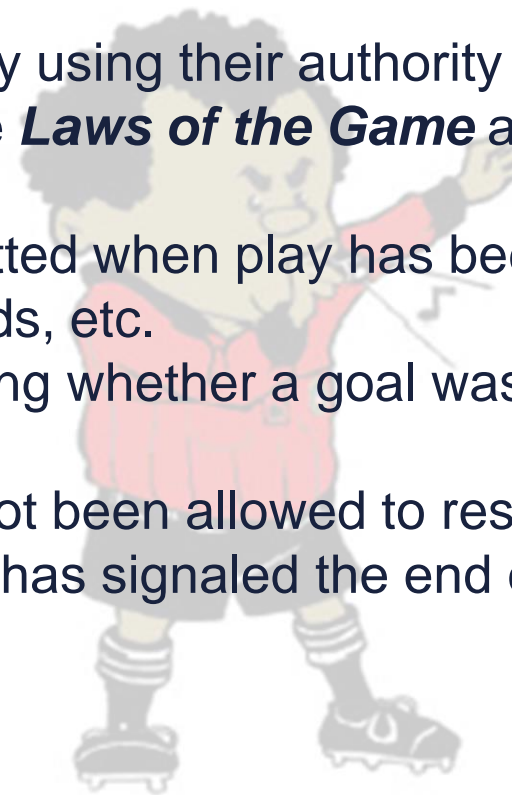 y using their authority
e Laws of the Game a
tted when play has bee
ds, etc.
ng whether a goal was
ot been allowed to res
has signaled the end